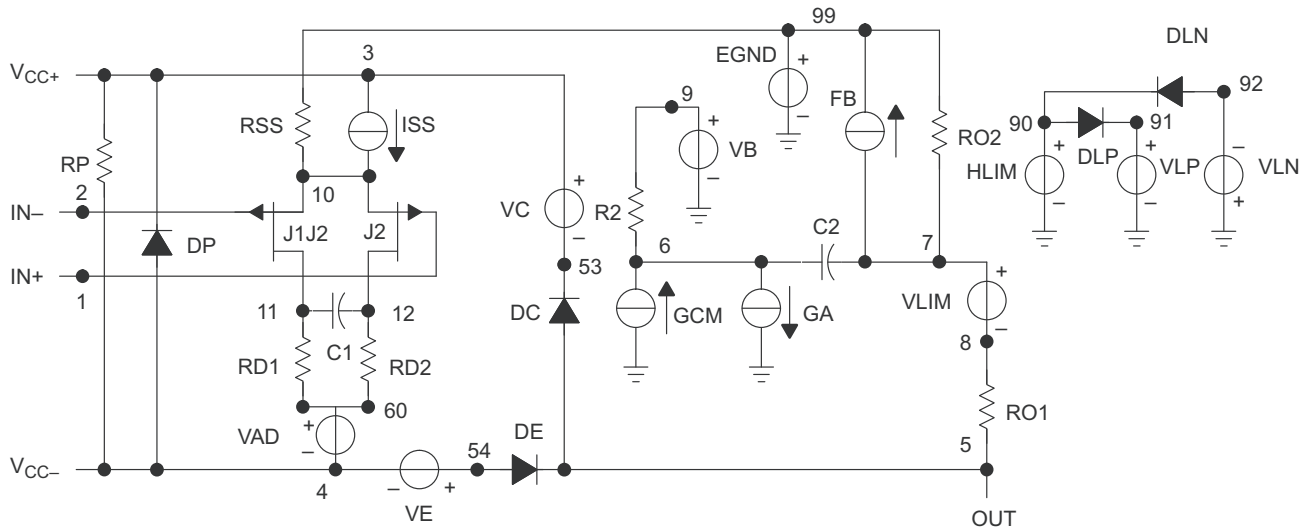 99
DLN
3
EGND
+
V_CC+
92
9
FB
+
–
RSS
ISS
+
90
91
RO2
VB
–
RP
DLP
+
+
–
HLIM
VLP
VLN
10
2
–
–
+
IN–
+
R2
VC
–
C2
J1J2
J2
DP
6
7
IN+
53
+
1
GCM
GA
VLIM
–
11
12
DC
8
C1
RD1
RD2
RO1
60
+
VAD
–
DE
54
5
V_CC–
4
–
+
VE
OUT